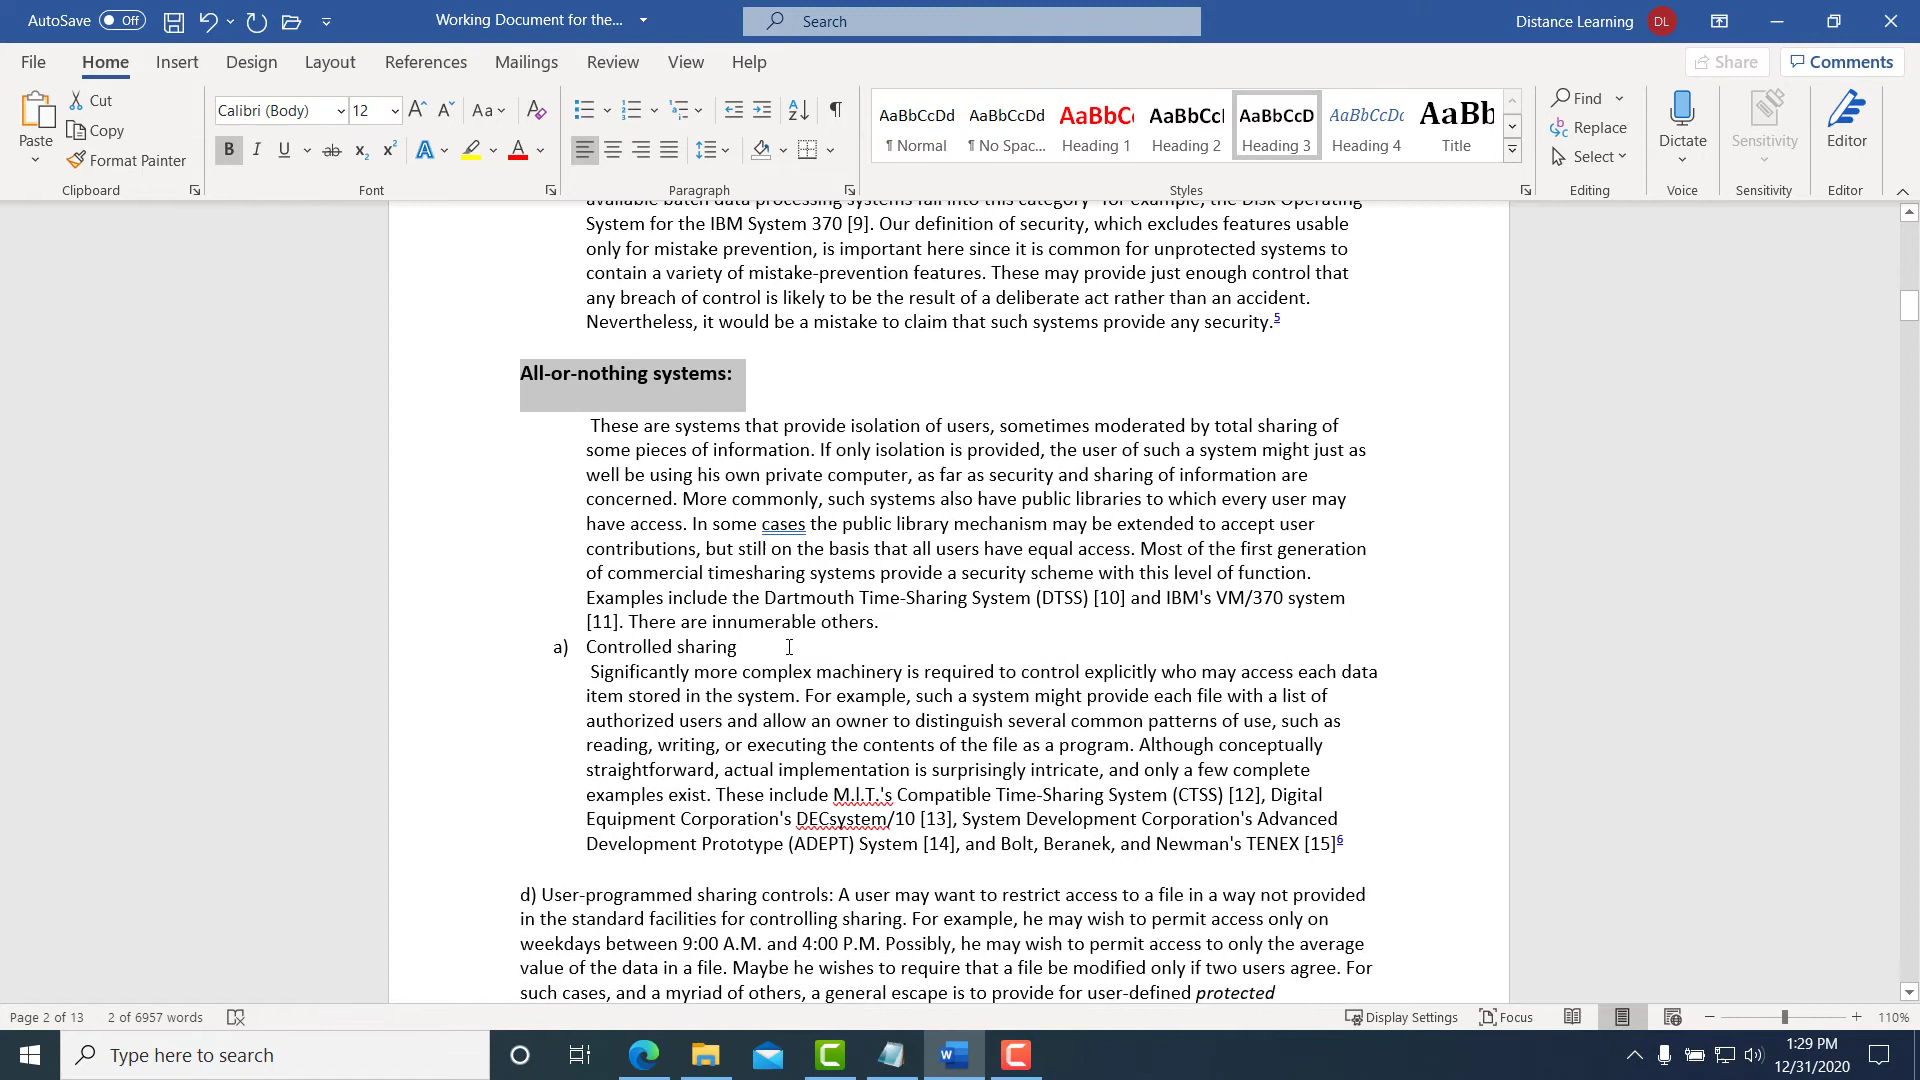 AutoSave Off Working Document for the... Search Distance Learning DL
File Home Insert Design Layout References Mailings Review View Help Share Comments
Paste Cut Copy Format Painter
Clipboard
Calibri (Body) 12 Aa
B I U ab x₂ x² A A
Font
Paragraph
AaBbCcDd AaBbCcDd AaBbC( AaBbCcI AaBbCcD AaBbCcDc AaBb
¶ Normal ¶ No Spac... Heading 1 Heading 2 Heading 3 Heading 4 Title
Styles
Find
Replace
Select
Editing
Dictate
Voice
Sensitivity
Sensitivity
Editor
Editor
available batch data processing systems fall into this category for example, the Disk Operating
System for the IBM System 370 [9]. Our definition of security, which excludes features usable
only for mistake prevention, is important here since it is common for unprotected systems to
contain a variety of mistake-prevention features. These may provide just enough control that
any breach of control is likely to be the result of a deliberate act rather than an accident.
Nevertheless, it would be a mistake to claim that such systems provide any security.5
All-or-nothing systems:
These are systems that provide isolation of users, sometimes moderated by total sharing of
some pieces of information. If only isolation is provided, the user of such a system might just as
well be using his own private computer, as far as security and sharing of information are
concerned. More commonly, such systems also have public libraries to which every user may
have access. In some cases the public library mechanism may be extended to accept user
contributions, but still on the basis that all users have equal access. Most of the first generation
of commercial timesharing systems provide a security scheme with this level of function.
Examples include the Dartmouth Time-Sharing System (DTSS) [10] and IBM's VM/370 system
[11]. There are innumerable others.
a) Controlled sharing
Significantly more complex machinery is required to control explicitly who may access each data
item stored in the system. For example, such a system might provide each file with a list of
authorized users and allow an owner to distinguish several common patterns of use, such as
reading, writing, or executing the contents of the file as a program. Although conceptually
straightforward, actual implementation is surprisingly intricate, and only a few complete
examples exist. These include M.l.T.'s Compatible Time-Sharing System (CTSS) [12], Digital
Equipment Corporation's DECsystem/10 [13], System Development Corporation's Advanced
Development Prototype (ADEPT) System [14], and Bolt, Beranek, and Newman's TENEX [15]6
d) User-programmed sharing controls: A user may want to restrict access to a file in a way not provided
in the standard facilities for controlling sharing. For example, he may wish to permit access only on
weekdays between 9:00 A.M. and 4:00 P.M. Possibly, he may wish to permit access to only the average
value of the data in a file. Maybe he wishes to require that a file be modified only if two users agree. For
such cases, and a myriad of others, a general escape is to provide for user-defined protected
Page 2 of 13 2 of 6957 words Display Settings Focus 110%
Type here to search
1:29 PM
12/31/2020